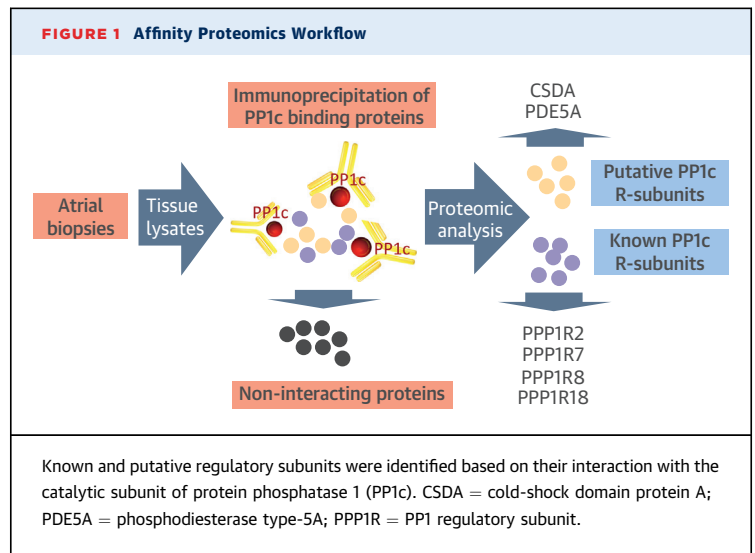 FIGURE 1 Affinity Proteomics Workflow
Immunoprecipitation of
PP1c binding proteins
CSDA
PDE5A
Atrial
biopsies
Tissue
lysates
PP1c
PP1c
PP1c
Proteomic
analysis
Putative PP1c
R-subunits
Known PP1c
R-subunits
Non-interacting proteins
PPP1R2
PPP1R7
PPP1R8
PPP1R18
Known and putative regulatory subunits were identified based on their interaction with the
catalytic subunit of protein phosphatase 1 (PP1c). CSDA = cold-shock domain protein A;
PDE5A = phosphodiesterase type-5A; PPP1R = PP1 regulatory subunit.